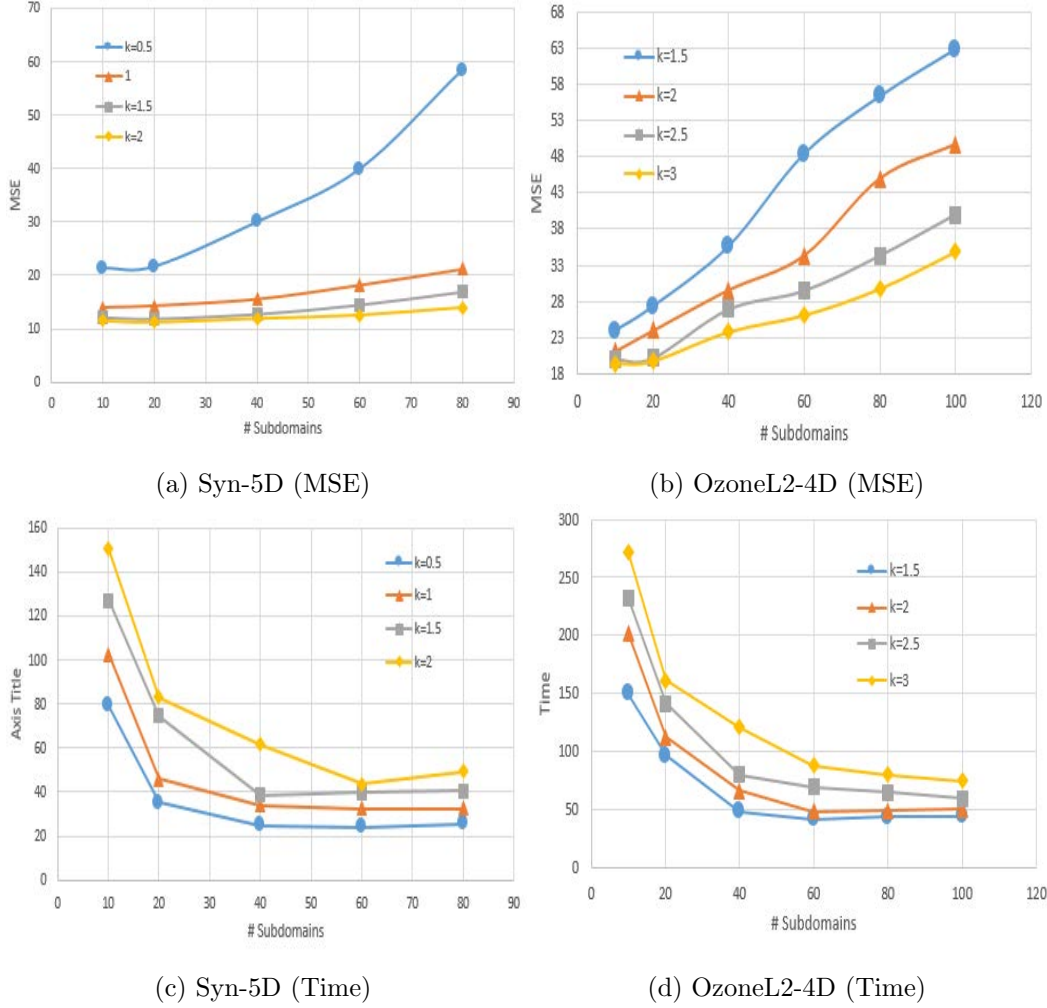 70
60
50
40
30
20
10
0
MSE
k=0.5
1
k=1.5
k=2
0 10 20 30 40 50 60 70 80 90
# Subdomains
(a) Syn-5D (MSE)
68
63
58
53
48
43
38
33
28
23
18
MSE
k=1.5
k=2
k=2.5
k=3
0 20 40 60 80 100 120
# Subdomains
(b) OzoneL2-4D (MSE)
160
140
120
100
80
60
40
20
0
Axis Title
k=0.5
k=1
k=1.5
k=2
0 10 20 30 40 50 60 70 80 90
# Subdomains
(c) Syn-5D (Time)
300
250
200
150
100
50
0
Time
k=1.5
k=2
k=2.5
k=3
0 20 40 60 80 100 120
# Subdomains
(d) OzoneL2-4D (Time)